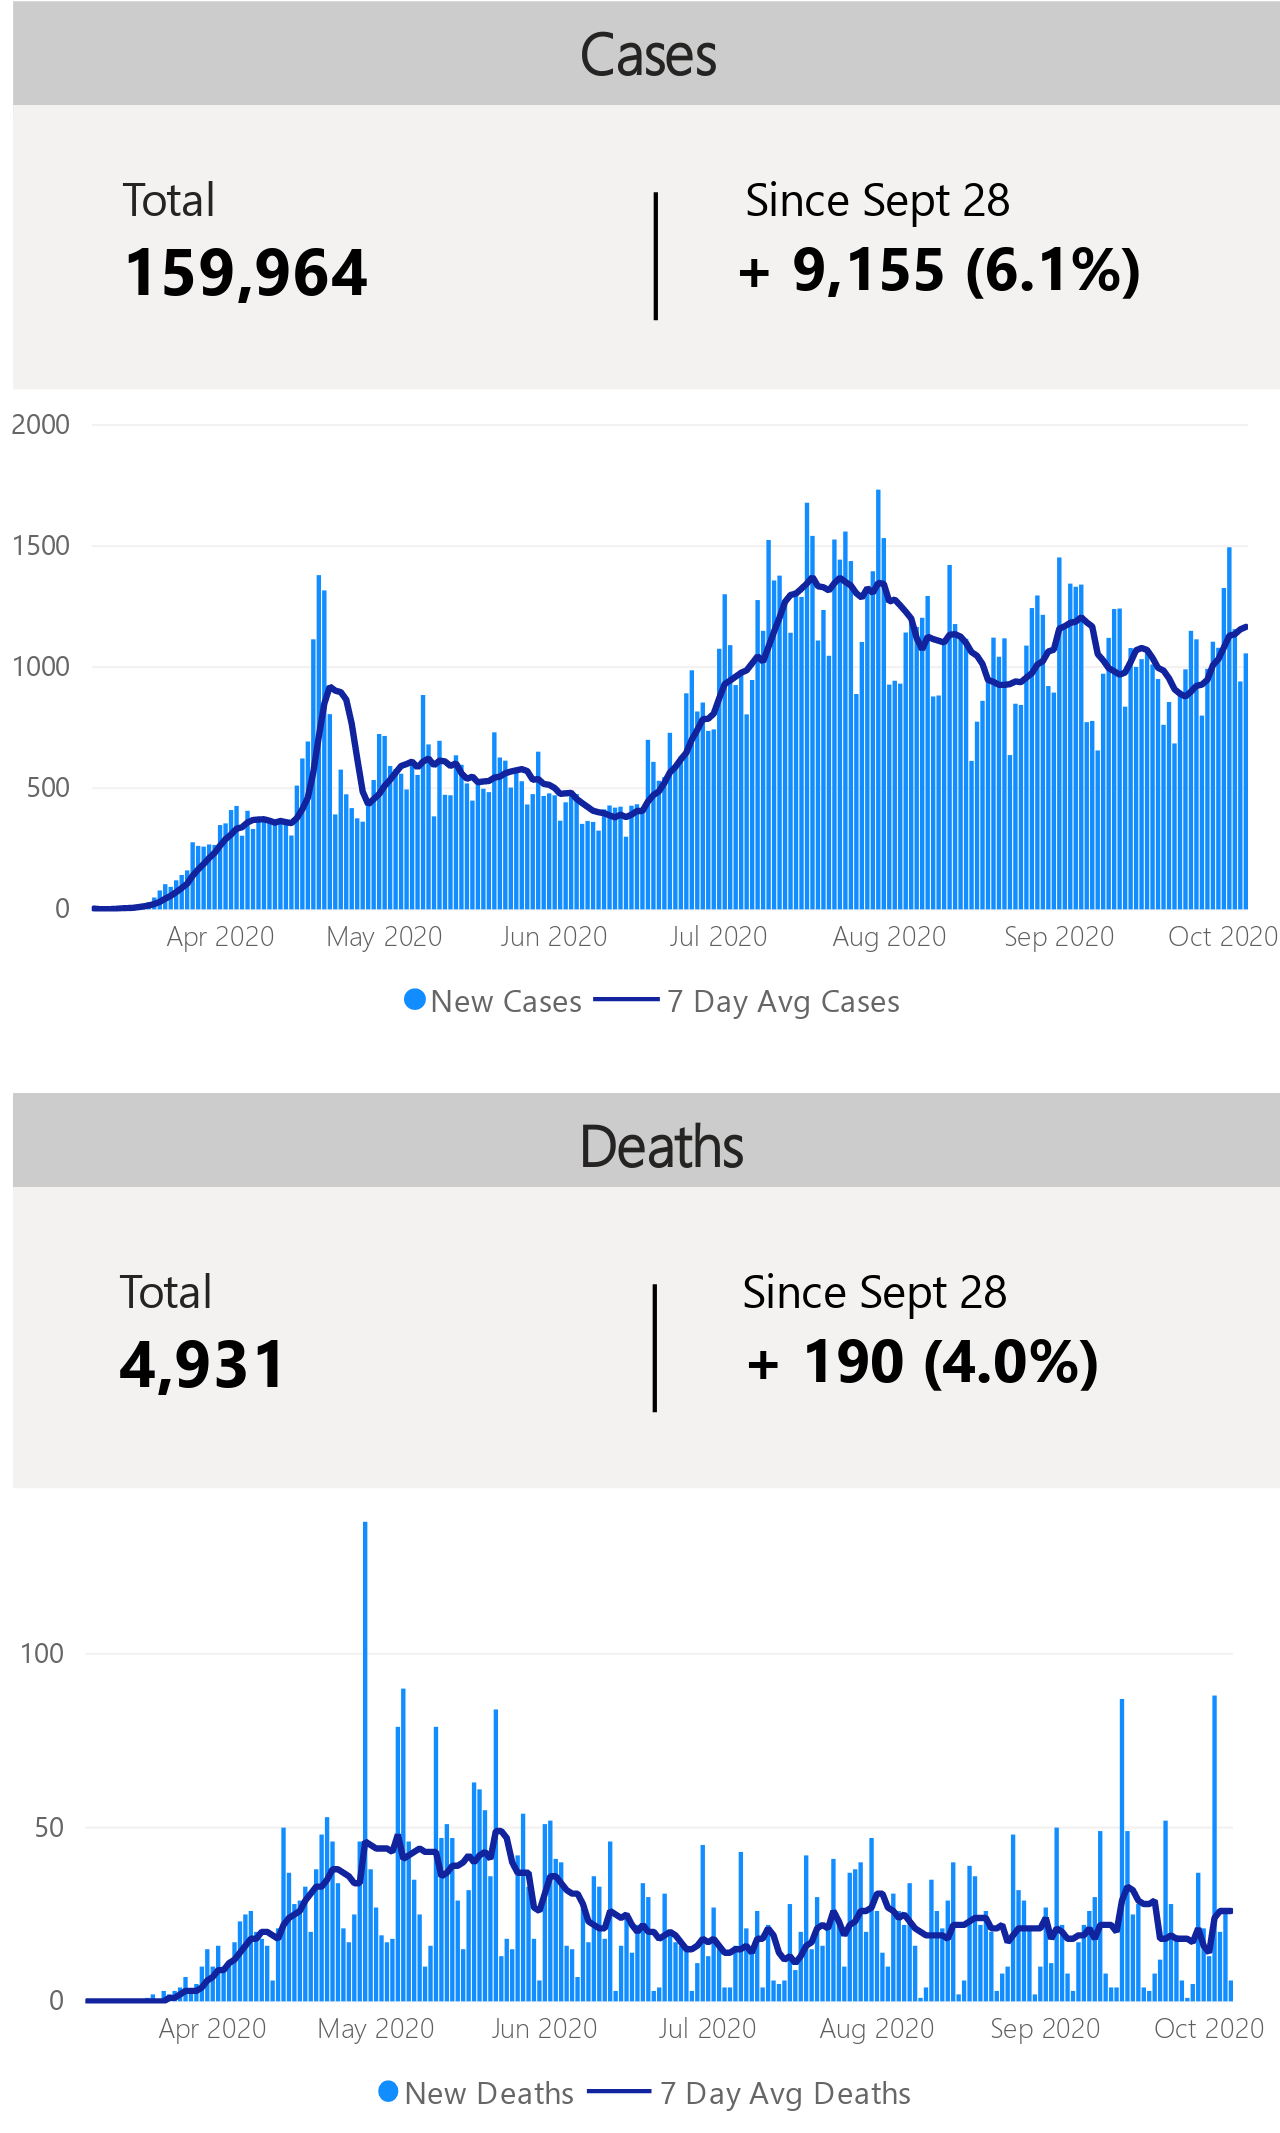 Cases
Total
Since Sept 28
159,964
+ 9,155 (6.1%)
2000
1500
1000
500
0
Apr 2020 May 2020 Jun 2020 Jul 2020 Aug 2020 Sep 2020 Oct 2020
New Cases 7 Day Avg Cases
Deaths
Total
Since Sept 28
4,931
+ 190 (4.0%)
100
50
0
Apr 2020 May 2020 Jun 2020 Jul 2020 Aug 2020 Sep 2020 Oct 2020
New Deaths 7 Day Avg Deaths